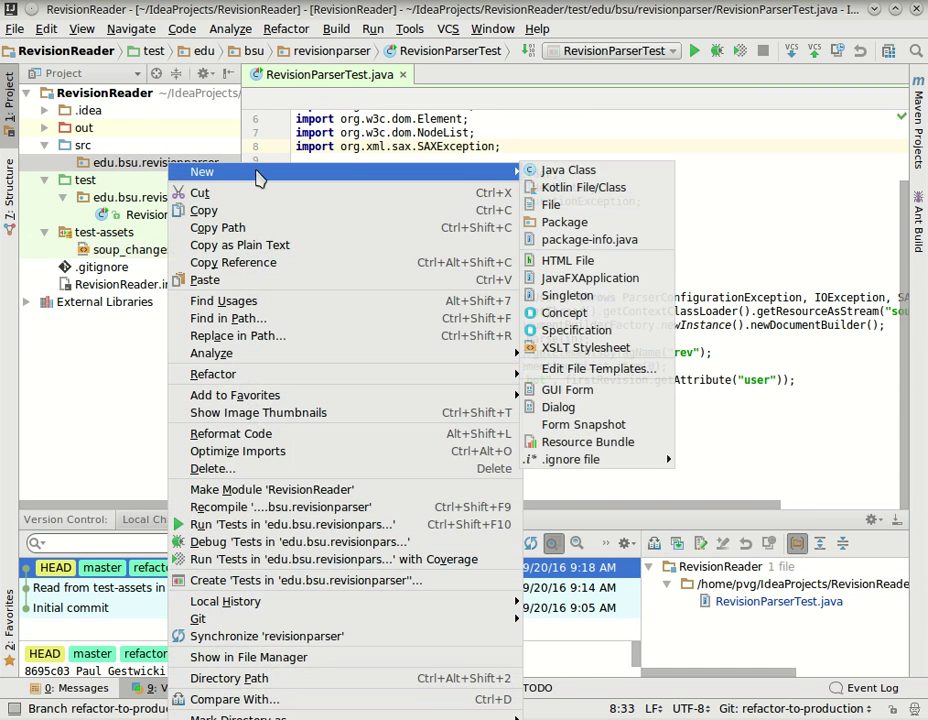 RevisionReader - [~/IdeaProjects/RevisionReader] - [RevisionReader] - ~/IdeaProjects/RevisionReader/test/edu/bsu/revisionparser/RevisionParserTest.java - I...
File Edit View Navigate Code Analyze Refactor Build Run Tools VCS Window Help
RevisionReader test edu bsu revisionparser RevisionParserTest RevisionParserTest VCS VCS
1: Project
7: Structure
2: Favorites
Project
RevisionParserTest.java
RevisionReader ~/IdeaProjects/
.idea
out
src
edu.bsu.revisionparser
test
edu.bsu.revis
Revision
test-assets
soup_change
.gitignore
RevisionReader.in
External Libraries
6 import org.w3c.dom.Element;
7 import org.w3c.dom.NodeList;
8 import org.xml.sax.SAXException;
9
throws ParserConfigurationException, IOException, SA
).getContextClassLoader().getResourceAsStream("sou
Factory.newInstance().newDocumentBuilder();
"rev");
firstRevision.getAttribute("user"));
New
Cut Ctrl+X
Copy Ctrl+C
Copy Path Ctrl+Shift+C
Copy as Plain Text
Copy Reference Ctrl+Alt+Shift+C
Paste Ctrl+V
Find Usages Alt+Shift+7
Find in Path... Ctrl+Shift+F
Replace in Path... Ctrl+Shift+R
Analyze
Refactor
Add to Favorites
Show Image Thumbnails Ctrl+Shift+T
Reformat Code Alt+Shift+L
Optimize Imports Ctrl+Alt+O
Delete... Delete
Make Module 'RevisionReader'
Recompile '....bsu.revisionparser' Ctrl+Shift+F9
Run 'Tests in 'edu.bsu.revisionpars...' Ctrl+Shift+F10
Debug 'Tests in 'edu.bsu.revisionpars...'
Run 'Tests in 'edu.bsu.revisionpars...' with Coverage
Create 'Tests in 'edu.bsu.revisionparser''...
Local History
Git
Synchronize 'revisionparser'
Show in File Manager
Directory Path Ctrl+Alt+Shift+2
Compare With... Ctrl+D
Mark Directory as
Java Class
Kotlin File/Class
File
Package
package-info.java
HTML File
JavaFXApplication
Singleton
Concept
Specification
XSLT Stylesheet
Edit File Templates...
GUI Form
Dialog
Form Snapshot
Resource Bundle
.ignore file
Maven Projects
Ant Build
Version Control: Local Ch
HEAD master refacto
Read from test-assets in
Initial commit
9/20/16 9:18 AM
9/20/16 9:14 AM
9/20/16 9:05 AM
RevisionReader 1 file
/home/pvg/IdeaProjects/RevisionReade
RevisionParserTest.java
HEAD master refactor
8695c03 Paul Gestwicki
0: Messages 9: V TODO Event Log
Branch refactor-to-produc 8:33 LF UTF-8 Git: refactor-to-produc